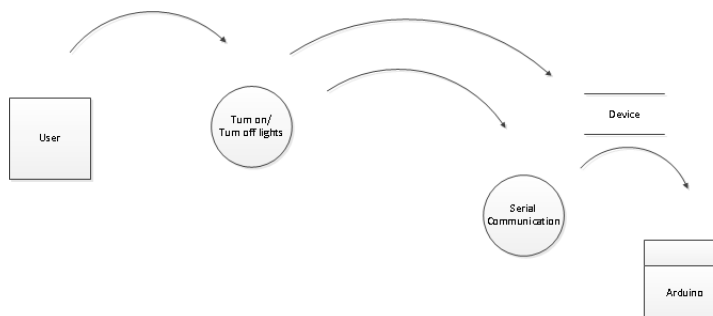 User
Turn on/
Turn off lights
Device
Serial
Communication
Arduino